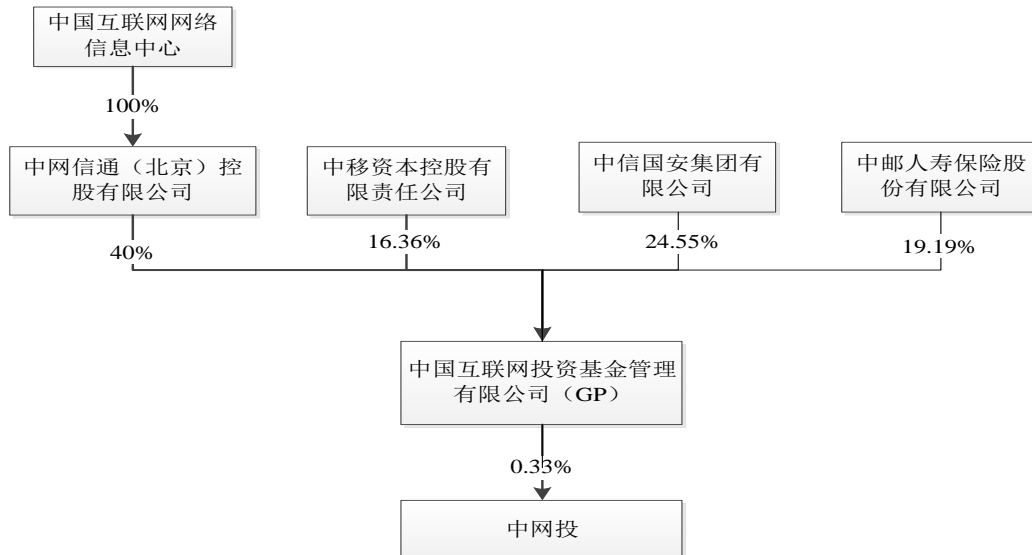 中国互联网网络
信息中心
100%
中网信通（北京）控
股有限公司
中移资本控股有
限责任公司
中信国安集团有
限公司
中邮人寿保险股
份有限公司
40%
16.36%
24.55%
19.19%
中国互联网投资基金管理
有限公司（GP）
0.33%
中网投